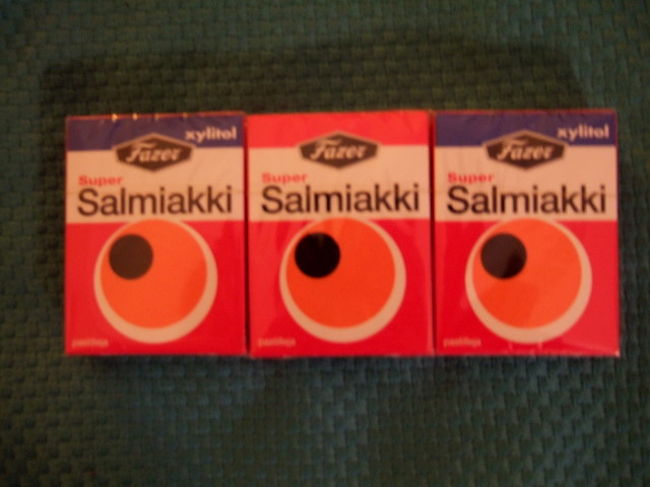 xylitol
Fazer
Super
Salmiakki
pastilleja
Fazer
Super
Salmiakki
pastilleja
xylitol
Fazer
Super
Salmiakki
pastilleja